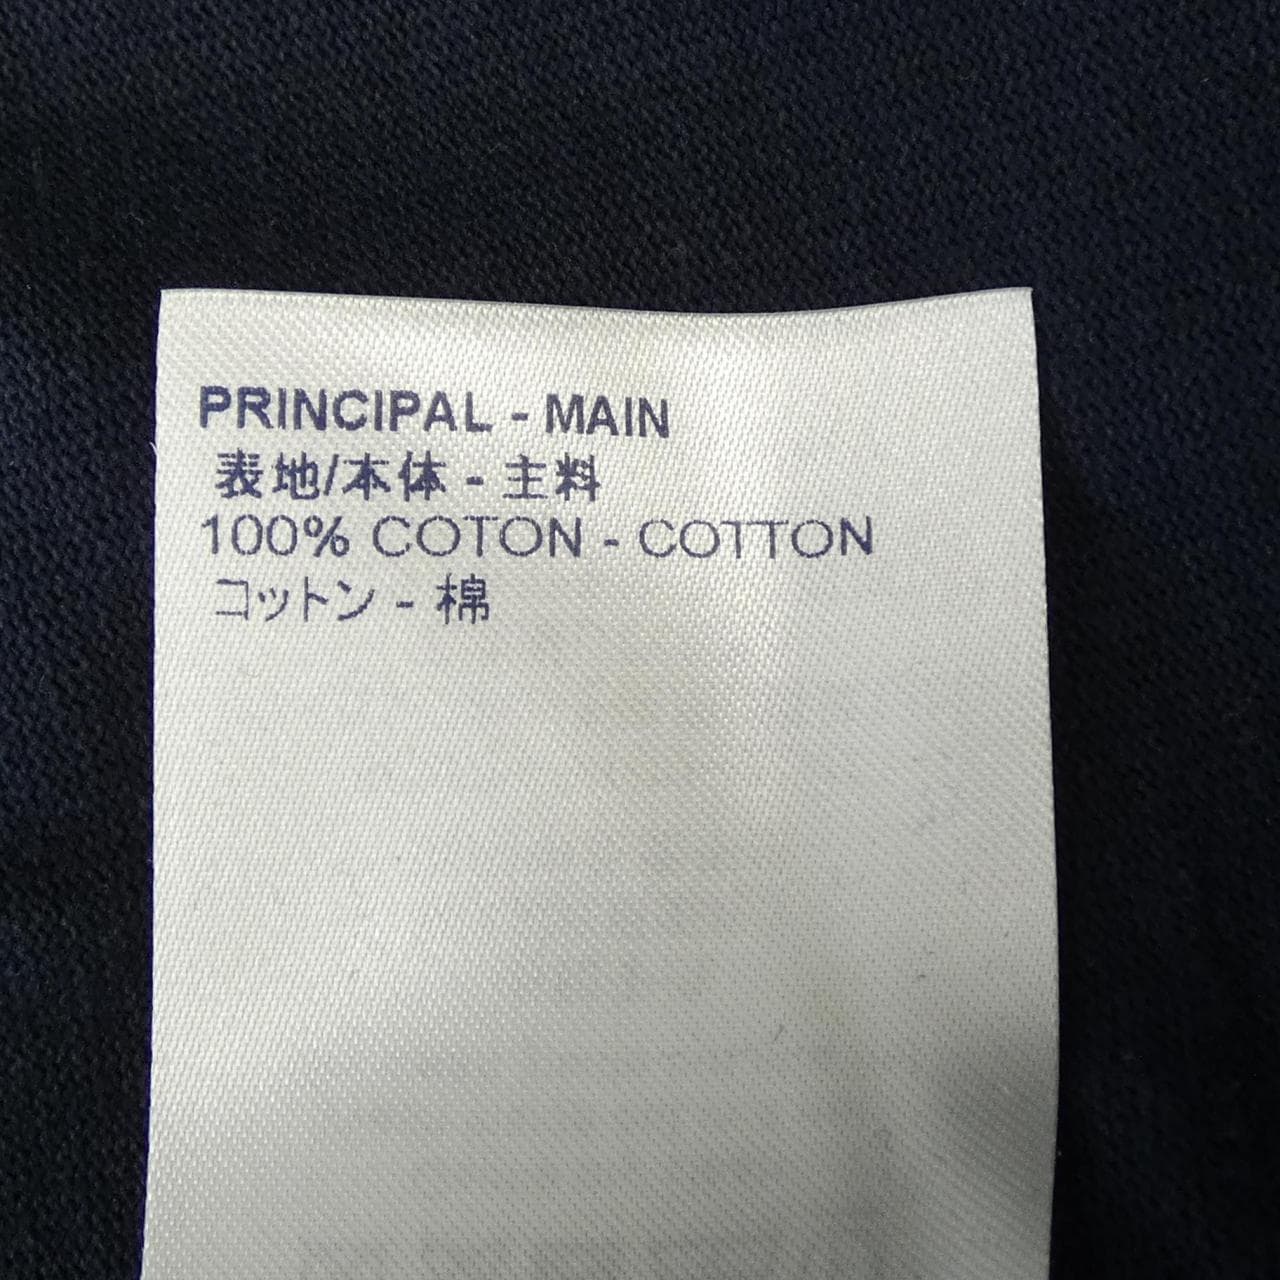 PRINCIPAL - MAIN
表地/本体 - 主料
100% COTON - COTTON
コットン - 棉